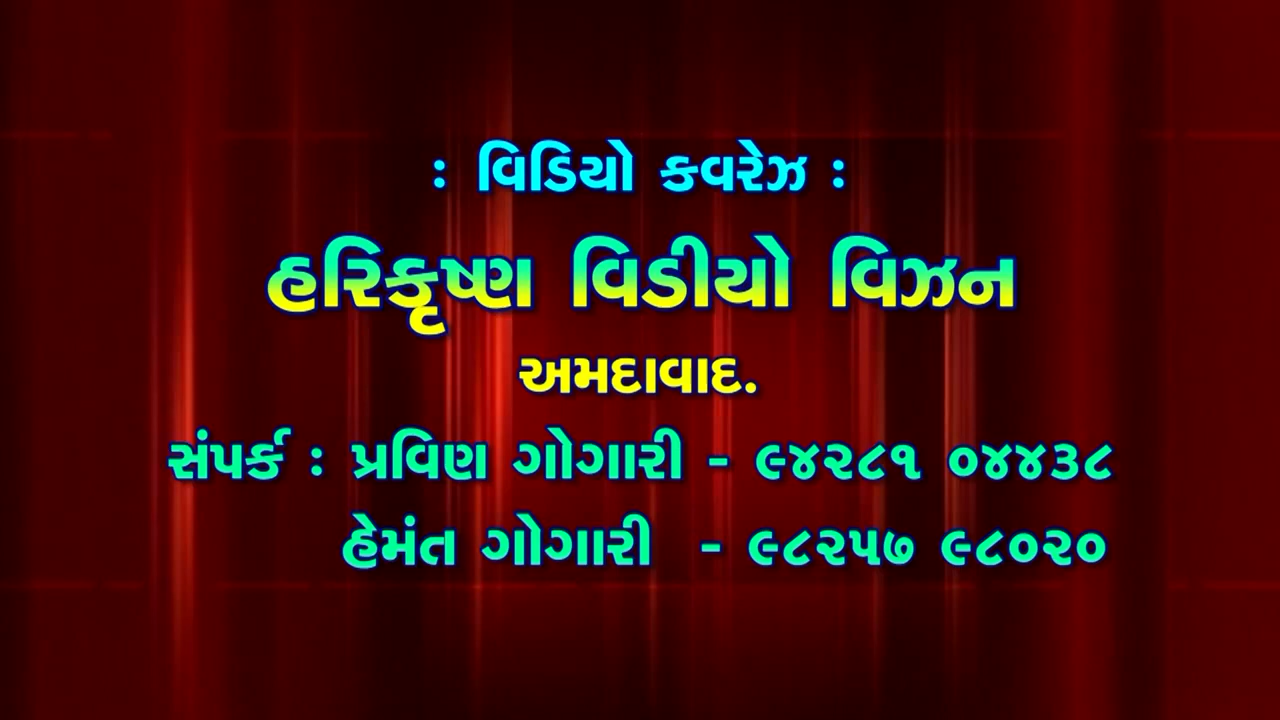 : વિડિયો કવરેઝ :
હરિકૃષ્ણ વિડીયો વિઝન
અમદાવાદ.
સંપર્ક : પ્રવિણ ગોગારી - ૯૪૨૮૧ ૦૪૪૩૮
હેમંત ગોગારી - ૯૮૨૫૭ ૯૮૦૨૦